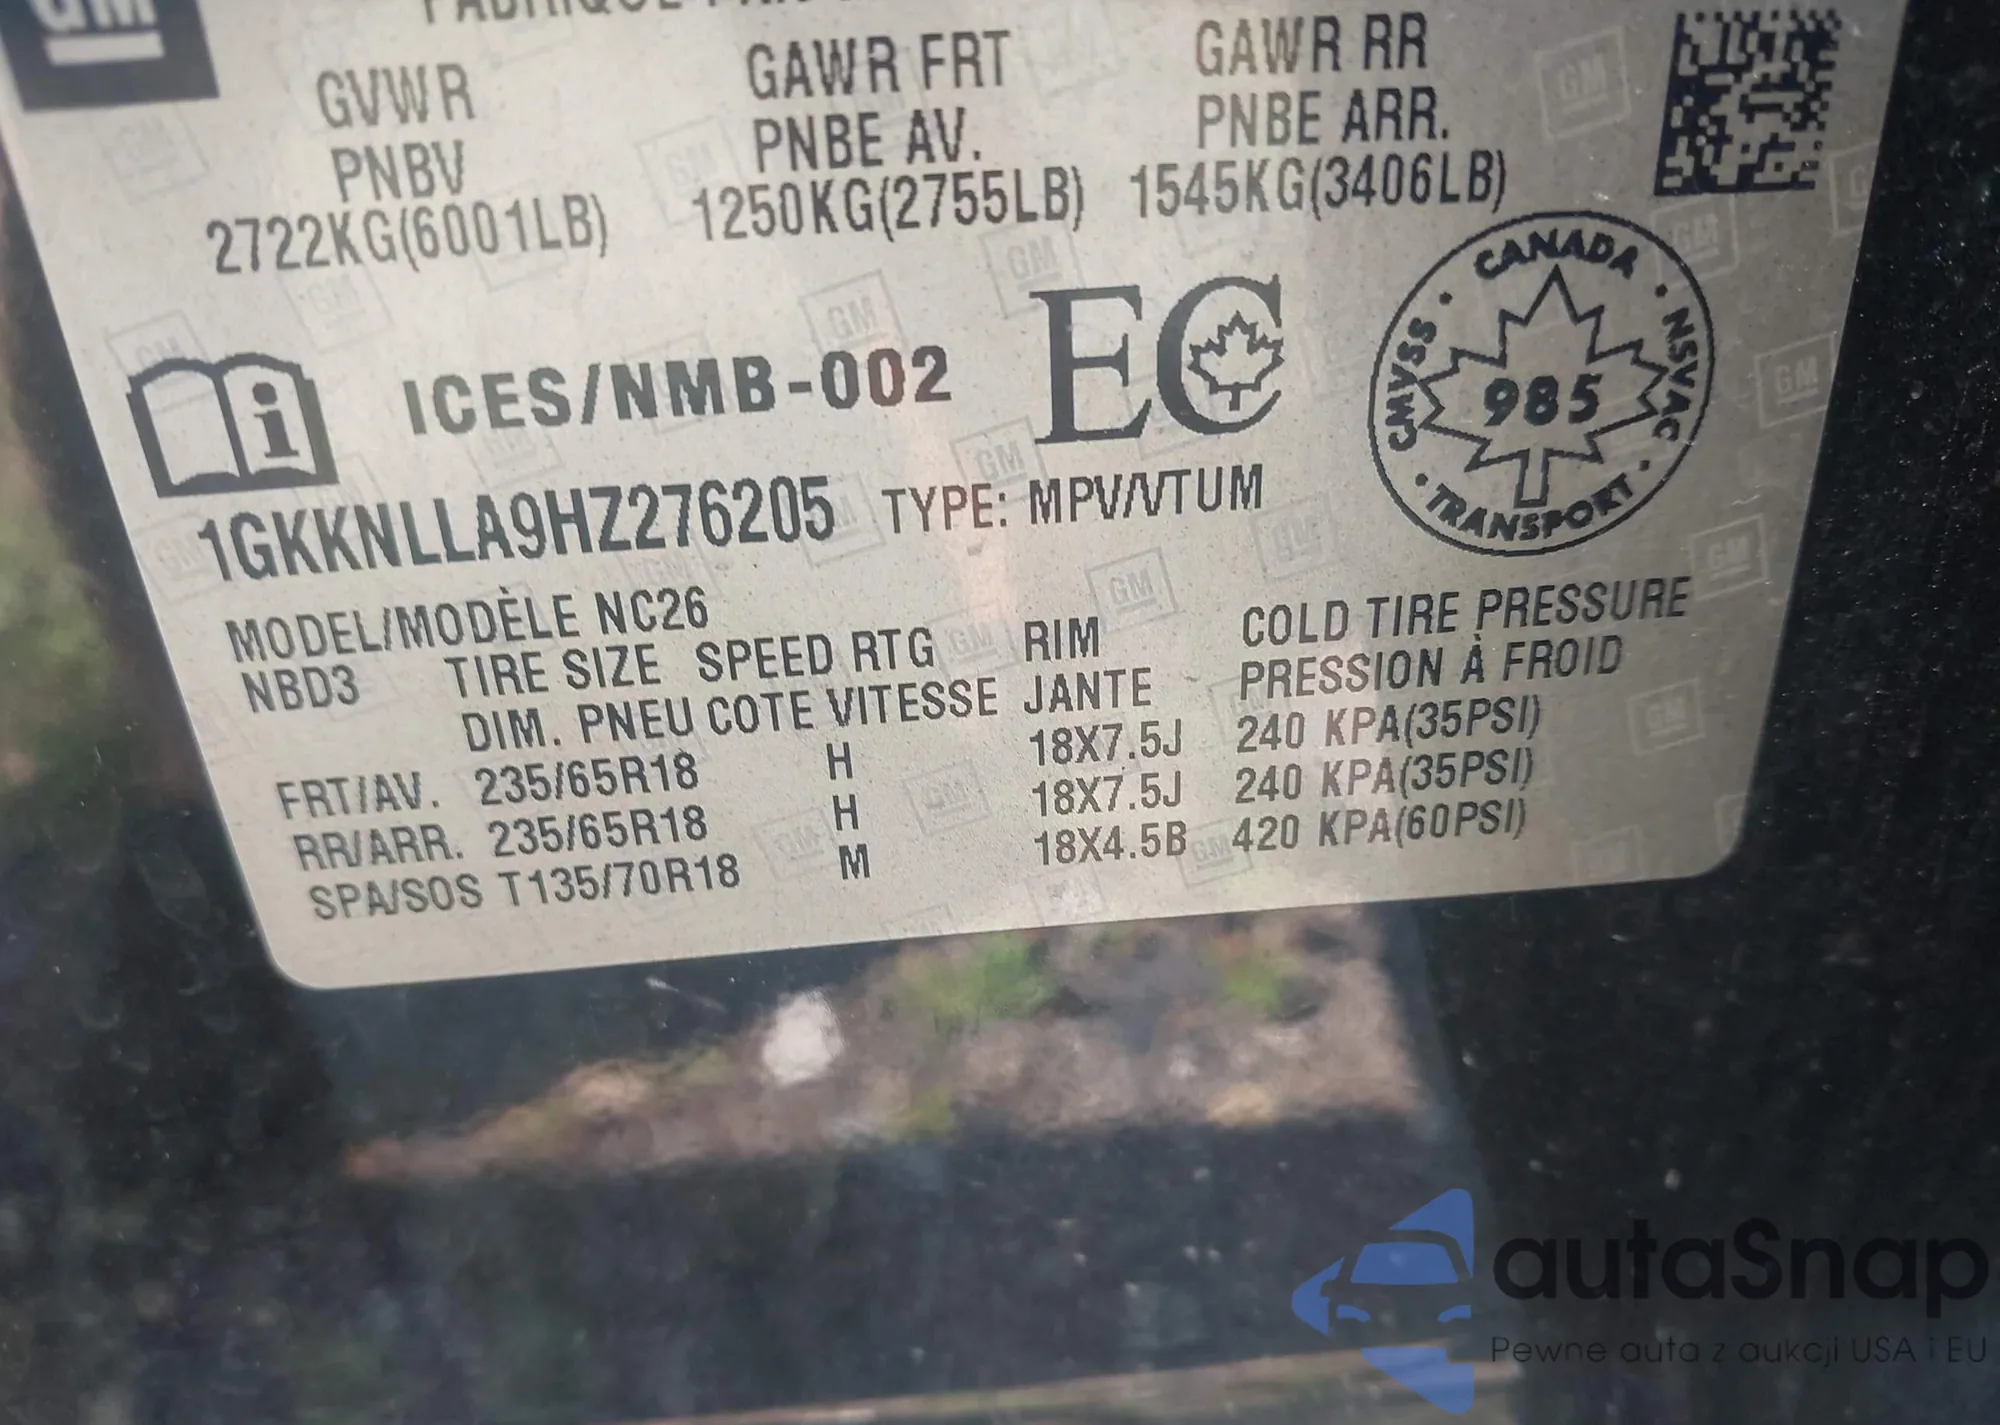 GM
GVWR
PNBV
2722KG(6001LB)
GAWR FRT
PNBE AV.
1250KG(2755LB)
GAWR RR
PNBE ARR.
1545KG(3406LB)
ICES/NMB-002
EC
CANADA · NSVAC · TRANSPORT · CMVSS ·
985
1GKKNLLA9HZ276205 TYPE: MPV/VTUM
MODEL/MODÈLE NC26
NBD3 TIRE SIZE SPEED RTG RIM COLD TIRE PRESSURE
DIM. PNEU COTE VITESSE JANTE PRESSION À FROID
FRT/AV. 235/65R18 H 18X7.5J 240 KPA(35PSI)
RR/ARR. 235/65R18 H 18X7.5J 240 KPA(35PSI)
SPA/SOS T135/70R18 M 18X4.5B 420 KPA(60PSI)
autaSnap
Pewne auta z aukcji USA i EU